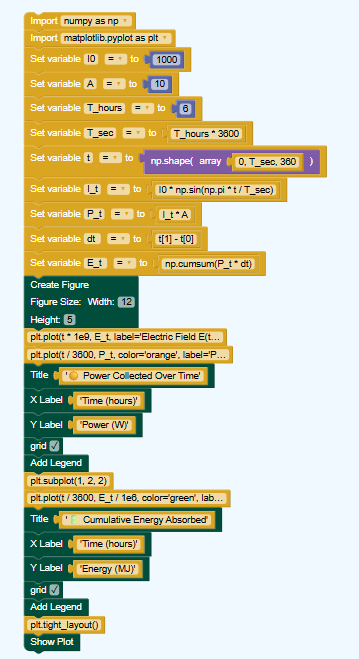 Import numpy as np
Import matplotlib.pyplot as plt
Set variable I0 = to 1000
Set variable A = to 10
Set variable T_hours = to 6
Set variable T_sec = to T_hours * 3600
Set variable t = to np.shape( array 0, T_sec, 360 )
Set variable I_t = to I0 * np.sin(np.pi * t / T_sec)
Set variable P_t = to I_t * A
Set variable dt = to t[1] - t[0]
Set variable E_t = to np.cumsum(P_t * dt)
Create Figure
Figure Size: Width: 12
Height: 5
plt.plot(t * 1e9, E_t, label='Electric Field E(t...
plt.plot(t / 3600, P_t, color='orange', label='P...
Title '🌞 Power Collected Over Time'
X Label 'Time (hours)'
Y Label 'Power (W)'
grid
Add Legend
plt.subplot(1, 2, 2)
plt.plot(t / 3600, E_t / 1e6, color='green', lab...
Title ' Cumulative Energy Absorbed'
X Label 'Time (hours)'
Y Label 'Energy (MJ)'
grid
Add Legend
plt.tight_layout()
Show Plot